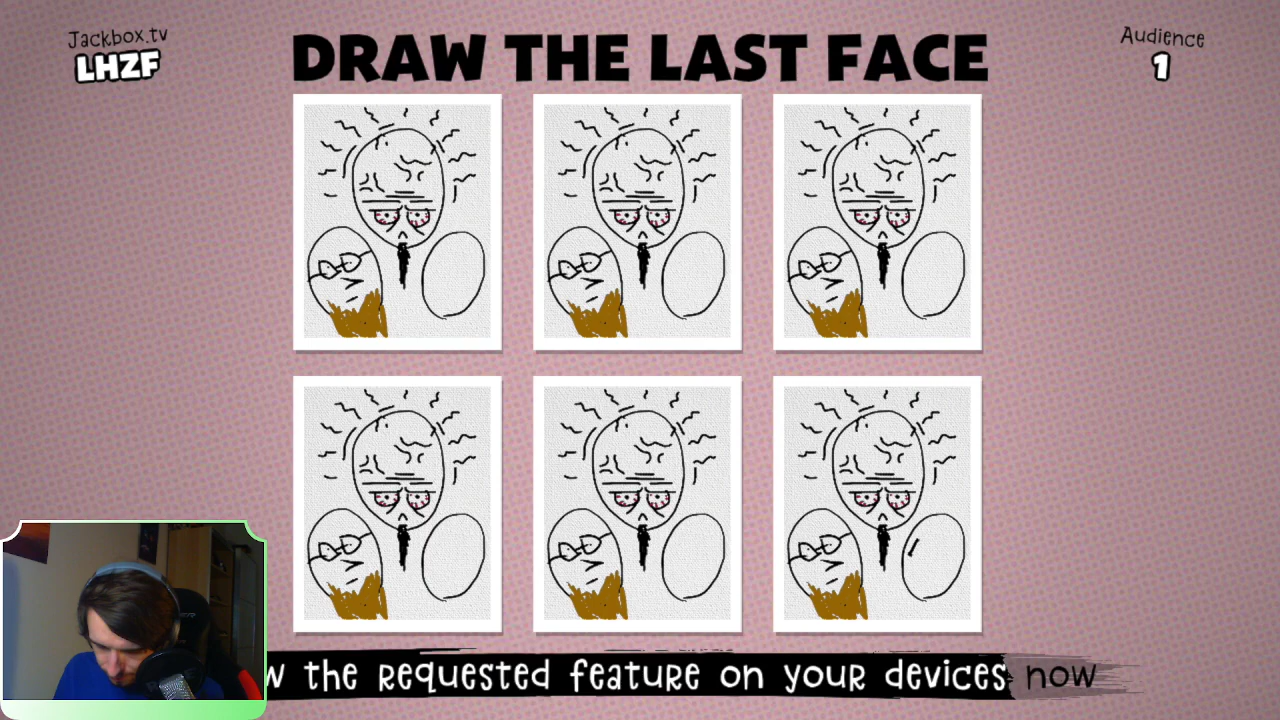 Jackbox.tv
LHZF
DRAW THE LAST FACE
Audience
1
the requested feature on your devices now